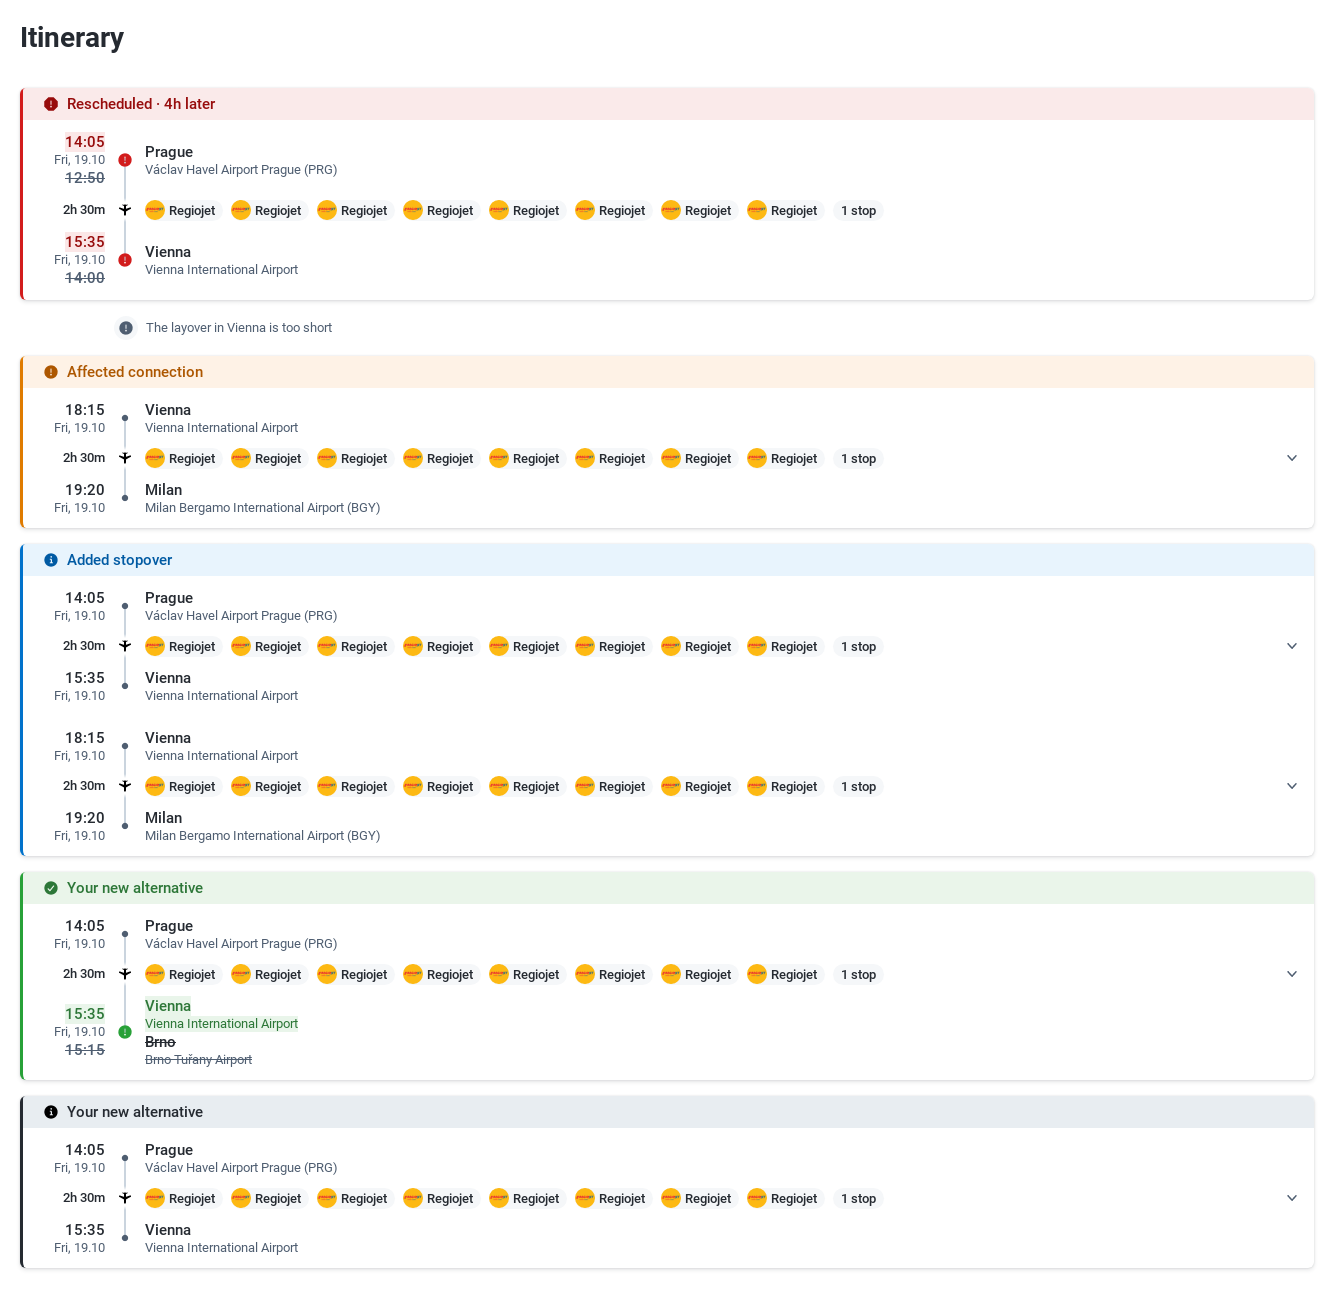 Itinerary
Rescheduled · 4h later
14:05
Fri, 19.10
12:50
Prague
Václav Havel Airport Prague (PRG)
2h 30m Regiojet Regiojet Regiojet Regiojet Regiojet Regiojet Regiojet Regiojet 1 stop
15:35
Fri, 19.10
14:00
Vienna
Vienna International Airport
The layover in Vienna is too short
Affected connection
18:15 Vienna
Fri, 19.10 Vienna International Airport
2h 30m Regiojet Regiojet Regiojet Regiojet Regiojet Regiojet Regiojet Regiojet 1 stop
19:20 Milan
Fri, 19.10 Milan Bergamo International Airport (BGY)
Added stopover
14:05 Prague
Fri, 19.10 Václav Havel Airport Prague (PRG)
2h 30m Regiojet Regiojet Regiojet Regiojet Regiojet Regiojet Regiojet Regiojet 1 stop
15:35 Vienna
Fri, 19.10 Vienna International Airport
18:15 Vienna
Fri, 19.10 Vienna International Airport
2h 30m Regiojet Regiojet Regiojet Regiojet Regiojet Regiojet Regiojet Regiojet 1 stop
19:20 Milan
Fri, 19.10 Milan Bergamo International Airport (BGY)
Your new alternative
14:05 Prague
Fri, 19.10 Václav Havel Airport Prague (PRG)
2h 30m Regiojet Regiojet Regiojet Regiojet Regiojet Regiojet Regiojet Regiojet 1 stop
15:35
Fri, 19.10
15:15
Vienna
Vienna International Airport
Brno
Brno Tuřany Airport
Your new alternative
14:05 Prague
Fri, 19.10 Václav Havel Airport Prague (PRG)
2h 30m Regiojet Regiojet Regiojet Regiojet Regiojet Regiojet Regiojet Regiojet 1 stop
15:35 Vienna
Fri, 19.10 Vienna International Airport